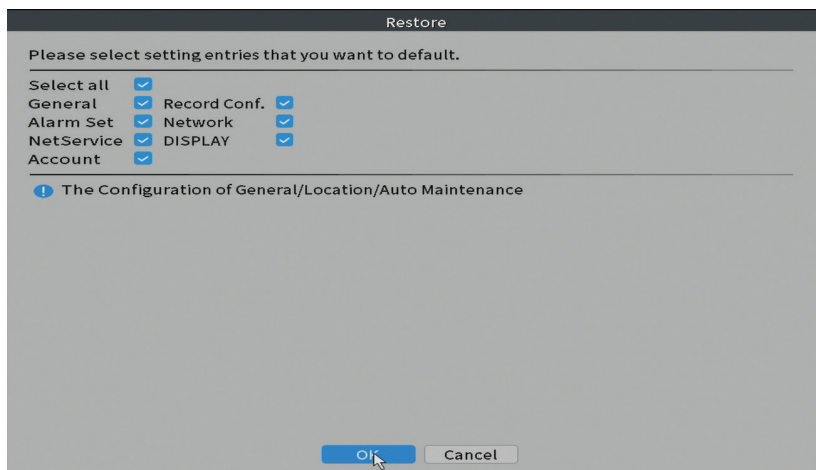 Restore
Please select setting entries that you want to default.
Select all
General Record Conf.
Alarm Set Network
NetService DISPLAY
Account
The Configuration of General/Location/Auto Maintenance
OK Cancel